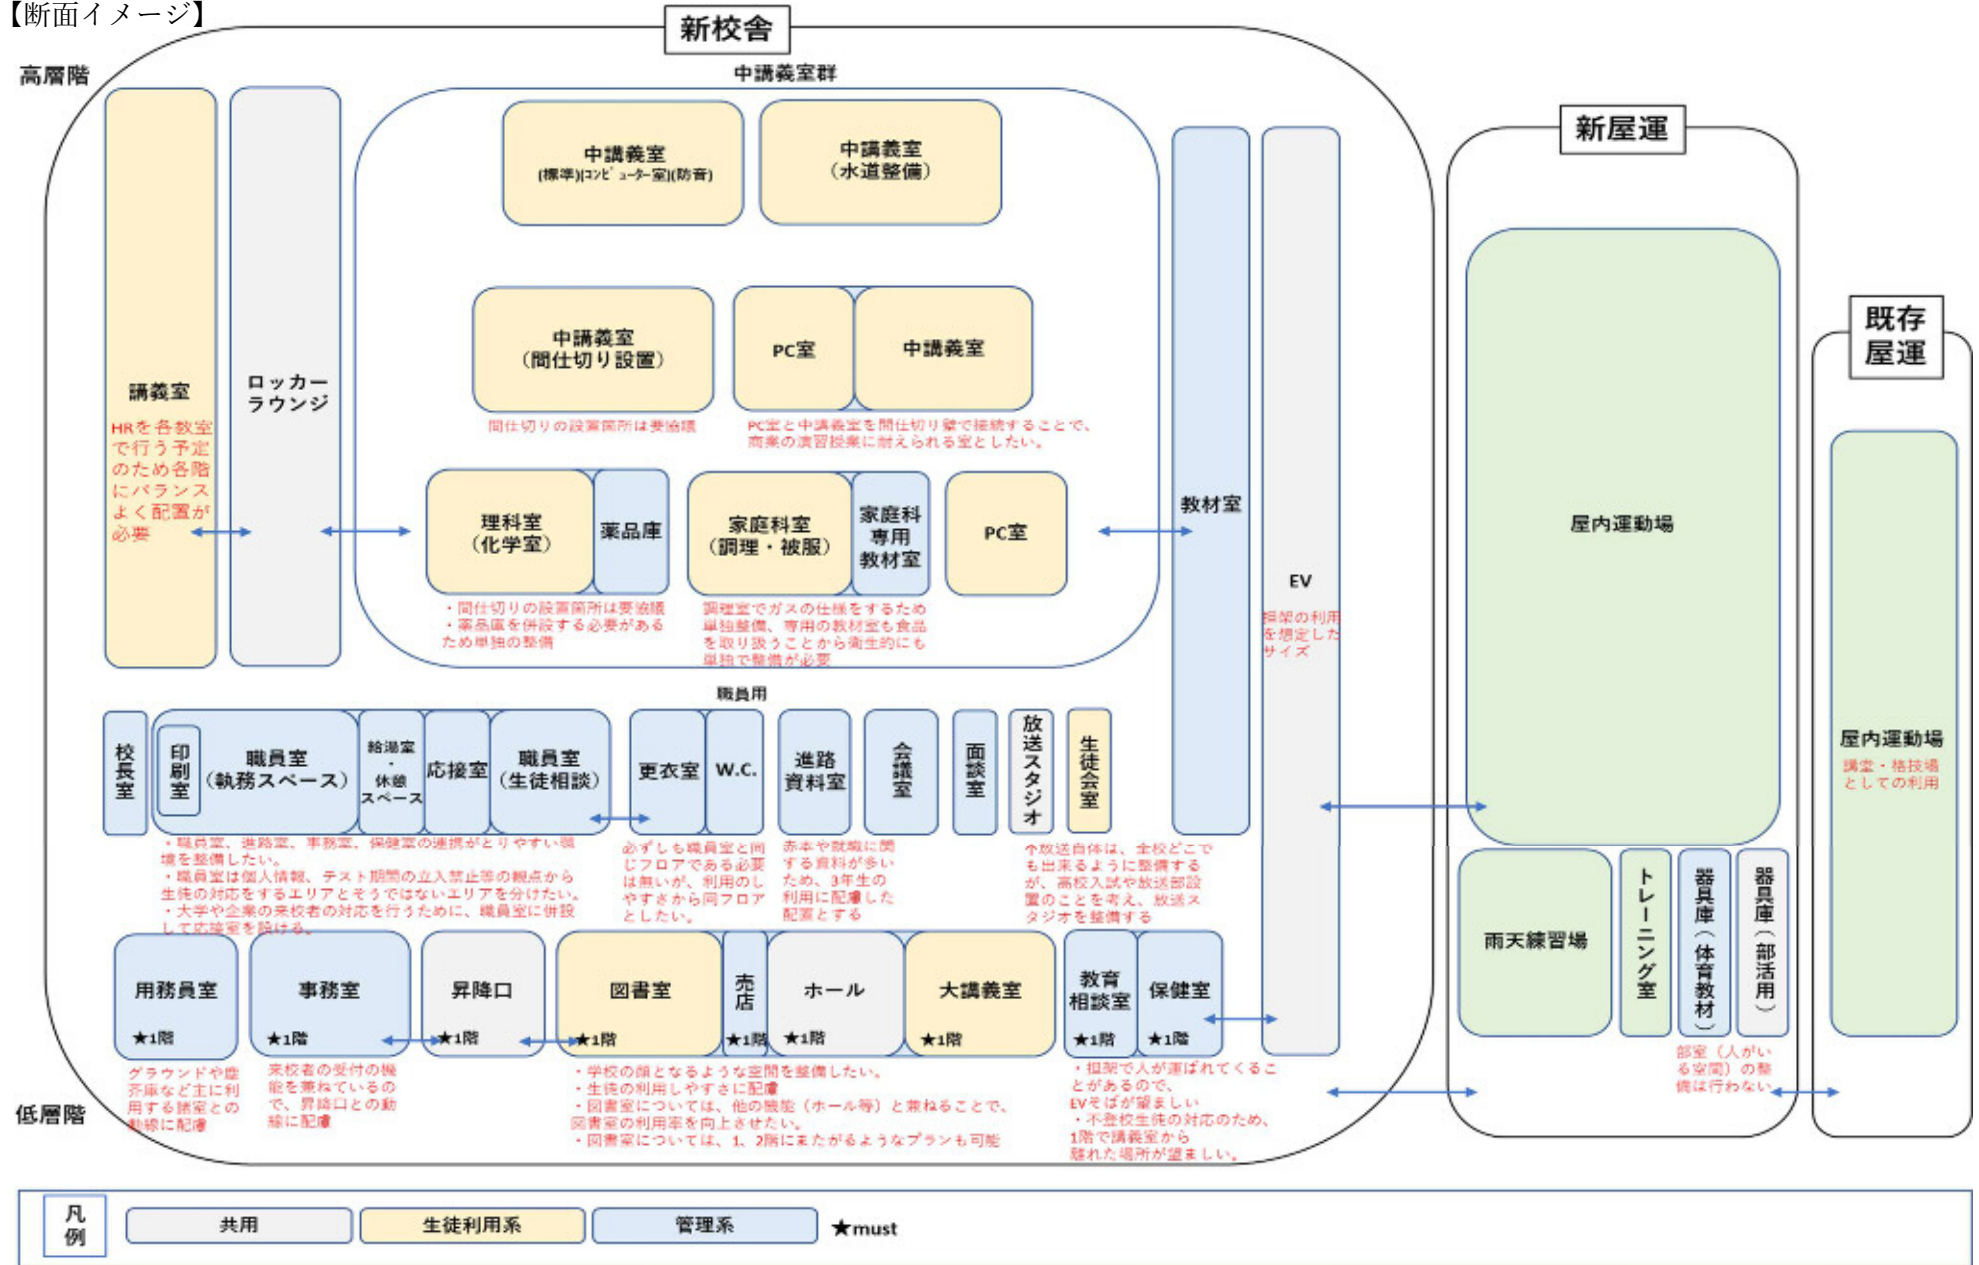 【断面イメージ】
新校舎
高層階
中講義室群
中講義室
(標準)(ｺﾝﾋﾟｭｰﾀｰ室)(防音)
中講義室
（水道整備）
新屋運
既存
屋運
中講義室
（間仕切り設置）
PC室
中講義室
間仕切りの設置箇所は要協議
PC室と中講義室を間仕切り壁で接続することで、
商業の演習授業に耐えられる室としたい。
講義室
HRを各教室
で行う予定
のため各階
にバランス
よく配置が
必要
ロッカー
ラウンジ
理科室
（化学室）
薬品庫
家庭科室
（調理・被服）
家庭科
専用
教材室
PC室
・間仕切りの設置箇所は要協議
・薬品庫を併設する必要がある
ため単独の整備
調理室でガスの仕様をするため
単独整備、専用の教材室も食品
を取り扱うことから衛生的にも
単独で整備が必要
教材室
EV
担架の利用
を想定した
サイズ
屋内運動場
屋内運動場
講堂・格技場
としての利用
職員用
校長室
印刷室
職員室
（執務スペース）
給湯室
・
休憩
スペース
応接室
職員室
（生徒相談）
更衣室
W.C.
進路
資料室
会議室
面談室
放送スタジオ
生徒会室
・職員室、進路室、事務室、保健室の連携がとりやすい環
境を整備したい。
・職員室は個人情報、テスト期間の立入禁止等の観点から
生徒の対応をするエリアとそうではないエリアを分けたい。
・大学や企業の来校者の対応を行うために、職員室に併設
して応接室を設ける。
必ずしも職員室と同
じフロアである必要
は無いが、利用のし
やすさから同フロア
としたい。
赤本や就職に関
する資料が多い
ため、3年生の
利用に配慮した
配置とする
放送自体は、全校どこで
も出来るように整備する
が、高校入試や放送部設
置のことを考え、放送ス
タジオを整備する
雨天練習場
トレーニング室
器具庫（体育教材）
器具庫（部活用）
部室（人がい
る空間）の整
備は行わない
用務員室
★1階
事務室
★1階
昇降口
★1階
図書室
★1階
売店
★1階
ホール
★1階
大講義室
★1階
教育
相談室
★1階
保健室
★1階
グラウンドや塵
芥庫など主に利
用する諸室との
動線に配慮
来校者の受付の機
能を兼ねているの
で、昇降口との動
線に配慮
・学校の顔となるような空間を整備したい。
・生徒の利用しやすさに配慮
・図書室については、他の機能（ホール等）と兼ねることで、
図書室の利用率を向上させたい。
・図書室については、1、2階にまたがるようなプランも可能
・担架で人が運ばれてくるこ
とがあるので、
EVそばが望ましい
・不登校生徒の対応のため、
1階で講義室から
離れた場所が望ましい。
低層階
凡例
共用
生徒利用系
管理系
★must